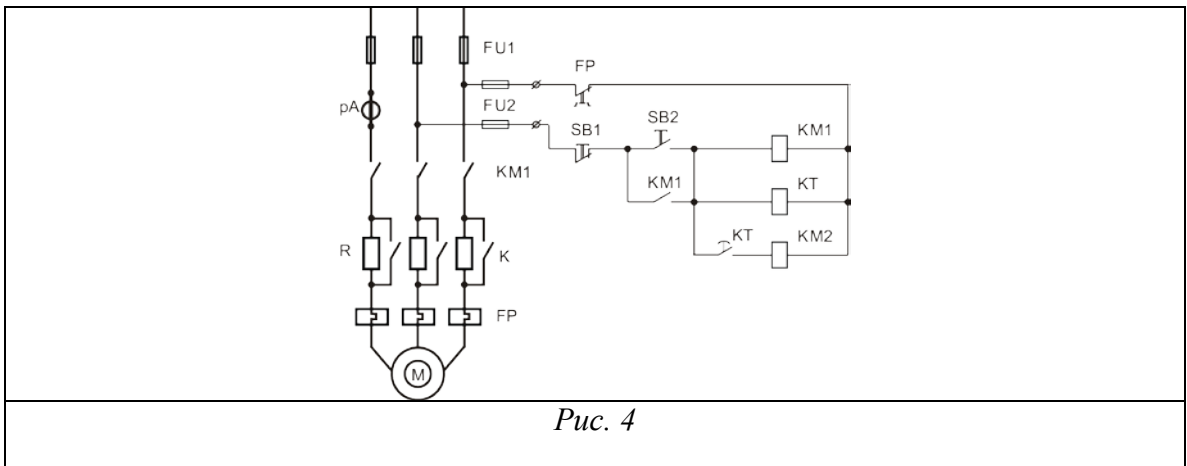 FU1
FP
pA
FU2
SB1
SB2
KM1
KM1
KM1
KT
R
K
KT
KM2
FP
M
Рис. 4